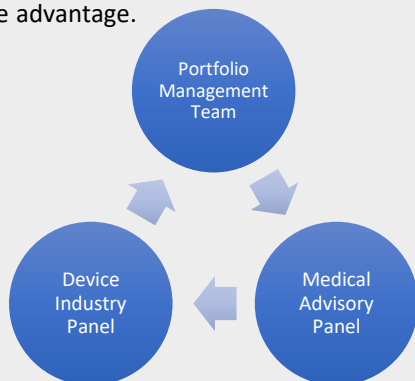 e advantage.
Portfolio
Management
Team
Device
Industry
Panel
Medical
Advisory
Panel